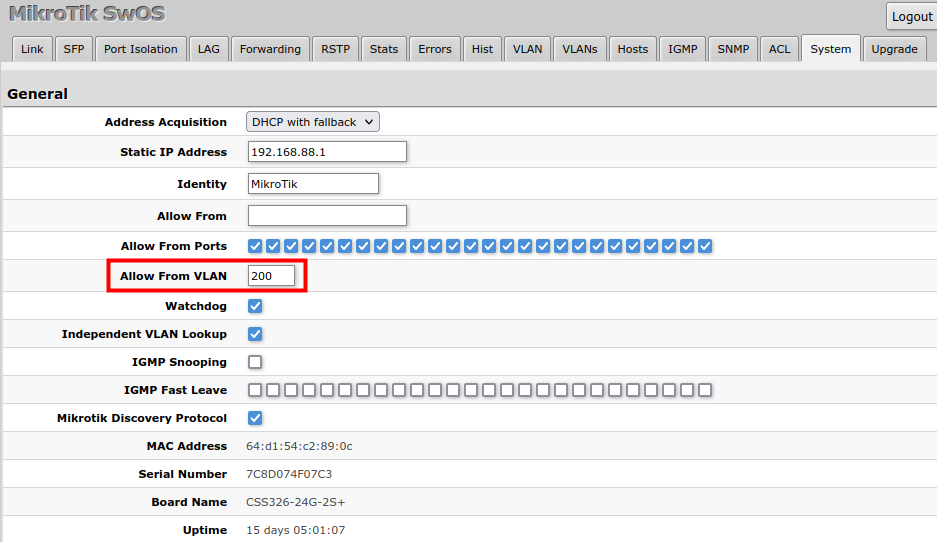 MikroTik SwOS
Logout
Link SFP Port Isolation LAG Forwarding RSTP Stats Errors Hist VLAN VLANs Hosts IGMP SNMP ACL System Upgrade
General
Address Acquisition DHCP with fallback
Static IP Address 192.168.88.1
Identity MikroTik
Allow From
Allow From Ports
Allow From VLAN 200
Watchdog
Independent VLAN Lookup
IGMP Snooping
IGMP Fast Leave
Mikrotik Discovery Protocol
MAC Address 64:d1:54:c2:89:0c
Serial Number 7C8D074F07C3
Board Name CSS326-24G-2S+
Uptime 15 days 05:01:07